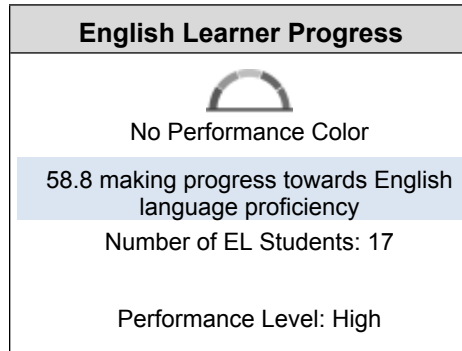 English Learner Progress
No Performance Color
58.8 making progress towards English
language proficiency
Number of EL Students: 17
Performance Level: High